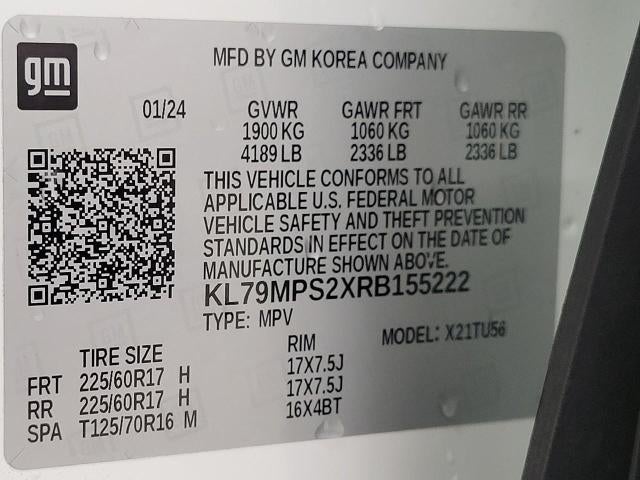 gm
MFD BY GM KOREA COMPANY
01/24 GVWR GAWR FRT GAWR RR
1900 KG 1060 KG 1060 KG
4189 LB 2336 LB 2336 LB
THIS VEHICLE CONFORMS TO ALL
APPLICABLE U.S. FEDERAL MOTOR
VEHICLE SAFETY AND THEFT PREVENTION
STANDARDS IN EFFECT ON THE DATE OF
MANUFACTURE SHOWN ABOVE.
KL79MPS2XRB155222
TYPE: MPV MODEL: X21TU56
TIRE SIZE RIM
FRT 225/60R17 H 17X7.5J
RR 225/60R17 H 17X7.5J
SPA T125/70R16 M 16X4BT